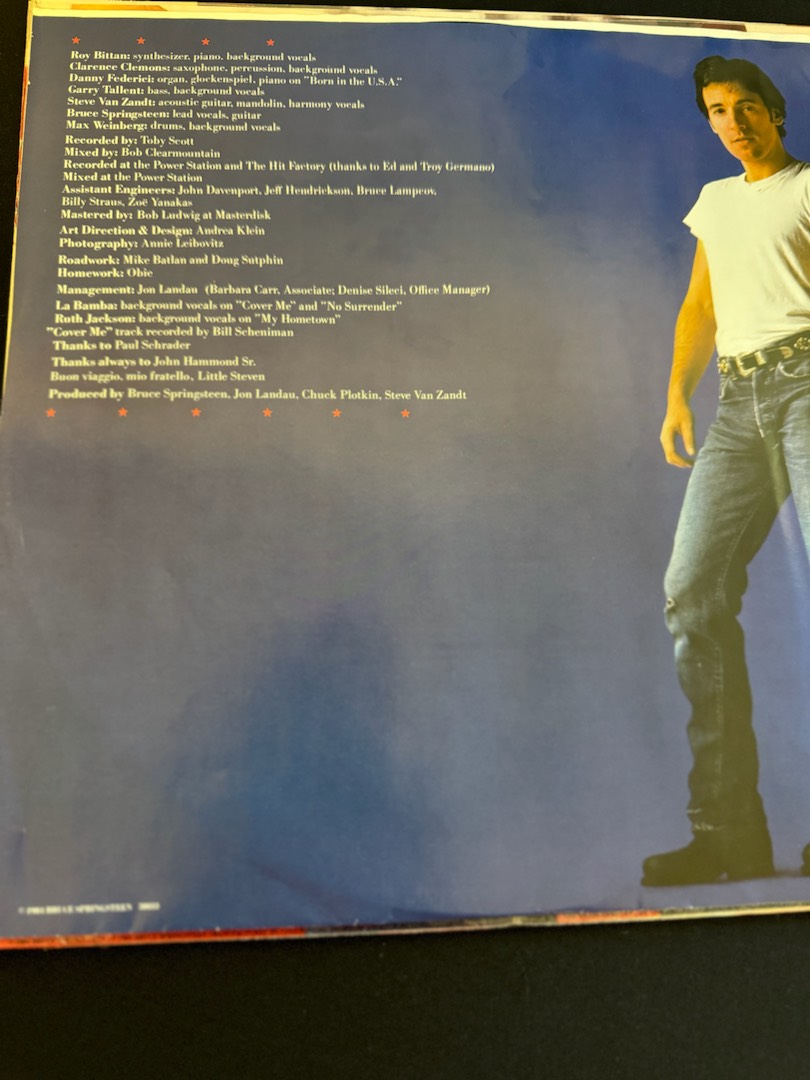 Roy Bittan: synthesizer, piano, background vocals
Clarence Clemons: saxophone, percussion, background vocals
Danny Federici: organ, glockenspiel, piano on "Born in the U.S.A."
Garry Tallent: bass, background vocals
Steve Van Zandt: acoustic guitar, mandolin, harmony vocals
Bruce Springsteen: lead vocals, guitar
Max Weinberg: drums, background vocals
Recorded by: Toby Scott
Mixed by: Bob Clearmountain
Recorded at the Power Station and The Hit Factory (thanks to Ed and Troy Germano)
Mixed at the Power Station
Assistant Engineers: John Davenport, Jeff Hendrickson, Bruce Lampcov,
Billy Straus, Zoë Yanakas
Mastered by: Bob Ludwig at Masterdisk
Art Direction & Design: Andrea Klein
Photography: Annie Leibovitz
Roadwork: Mike Batlan and Doug Sutphin
Homework: Obie
Management: Jon Landau (Barbara Carr, Associate; Denise Sileci, Office Manager)
La Bamba: background vocals on "Cover Me" and "No Surrender"
Ruth Jackson: background vocals on "My Hometown"
"Cover Me" track recorded by Bill Scheniman
Thanks to Paul Schrader
Thanks always to John Hammond Sr.
Buon viaggio, mio fratello, Little Steven
Produced by Bruce Springsteen, Jon Landau, Chuck Plotkin, Steve Van Zandt
BRUCE SPRINGSTEEN